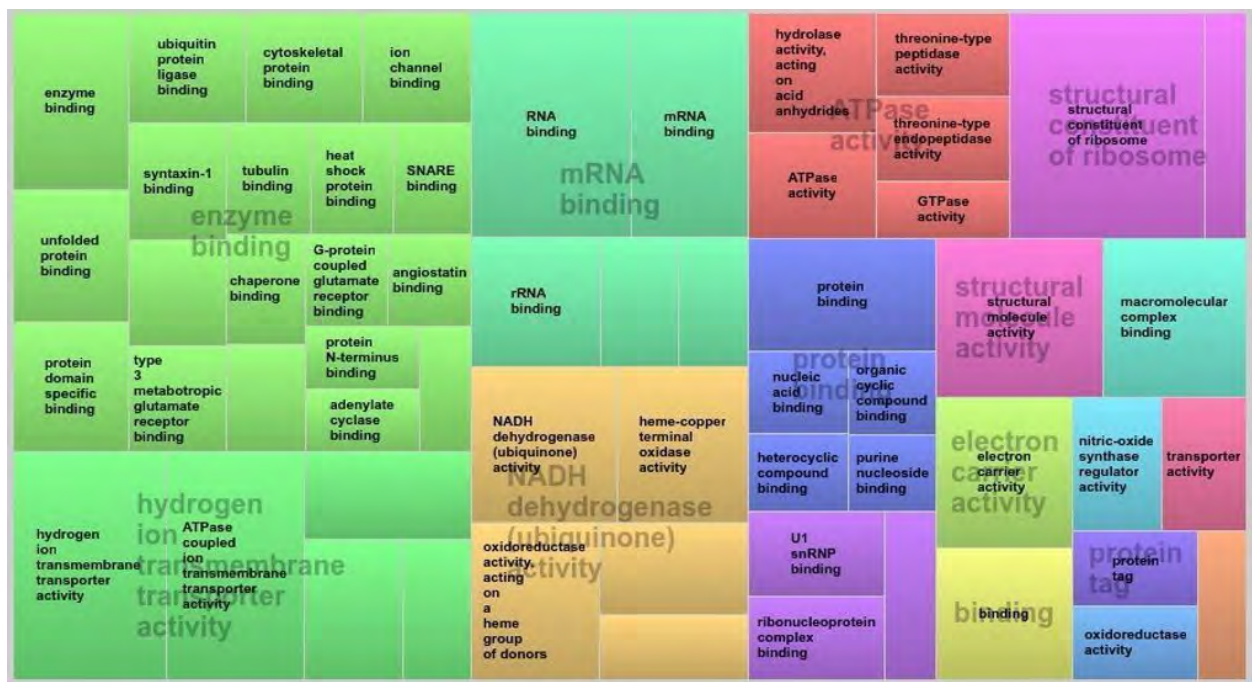 enzyme
binding
ubiquitin
protein
ligase
binding
cytoskeletal
protein
binding
ion
channel
binding
syntaxin-1
binding
tubulin
binding
heat
shock
protein
binding
SNARE
binding
enzyme
binding
unfolded
protein
binding
chaperone
binding
G-protein
coupled
glutamate
receptor
binding
angiostatin
binding
protein
domain
specific
binding
type
3
metabotropic
glutamate
receptor
binding
protein
N-terminus
binding
adenylate
cyclase
binding
hydrogen
ion
transmembrane
transporter
activity
ATPase
coupled
ion
transmembrane
transporter
activity
hydrogen
ion
transmembrane
transporter
activity
RNA
binding
mRNA
binding
mRNA
binding
rRNA
binding
NADH
dehydrogenase
(ubiquinone)
activity
heme-copper
terminal
oxidase
activity
NADH
dehydrogenase
(ubiquinone)
activity
oxidoreductase
activity,
acting
on
a
heme
group
of donors
hydrolase
activity,
acting
on
acid
anhydrides
threonine-type
peptidase
activity
ATPase
activity
threonine-type
endopeptidase
activity
ATPase
activity
GTPase
activity
structural
constituent
of ribosome
structural
constituent
of ribosome
protein
binding
protein
binding
nucleic
acid
binding
organic
cyclic
compound
binding
heterocyclic
compound
binding
purine
nucleoside
binding
structural
molecule
activity
structural
molecule
activity
macromolecular
complex
binding
electron
carrier
activity
electron
carrier
activity
nitric-oxide
synthase
regulator
activity
transporter
activity
U1
snRNP
binding
ribonucleoprotein
complex
binding
binding
binding
protein
tag
protein
tag
oxidoreductase
activity